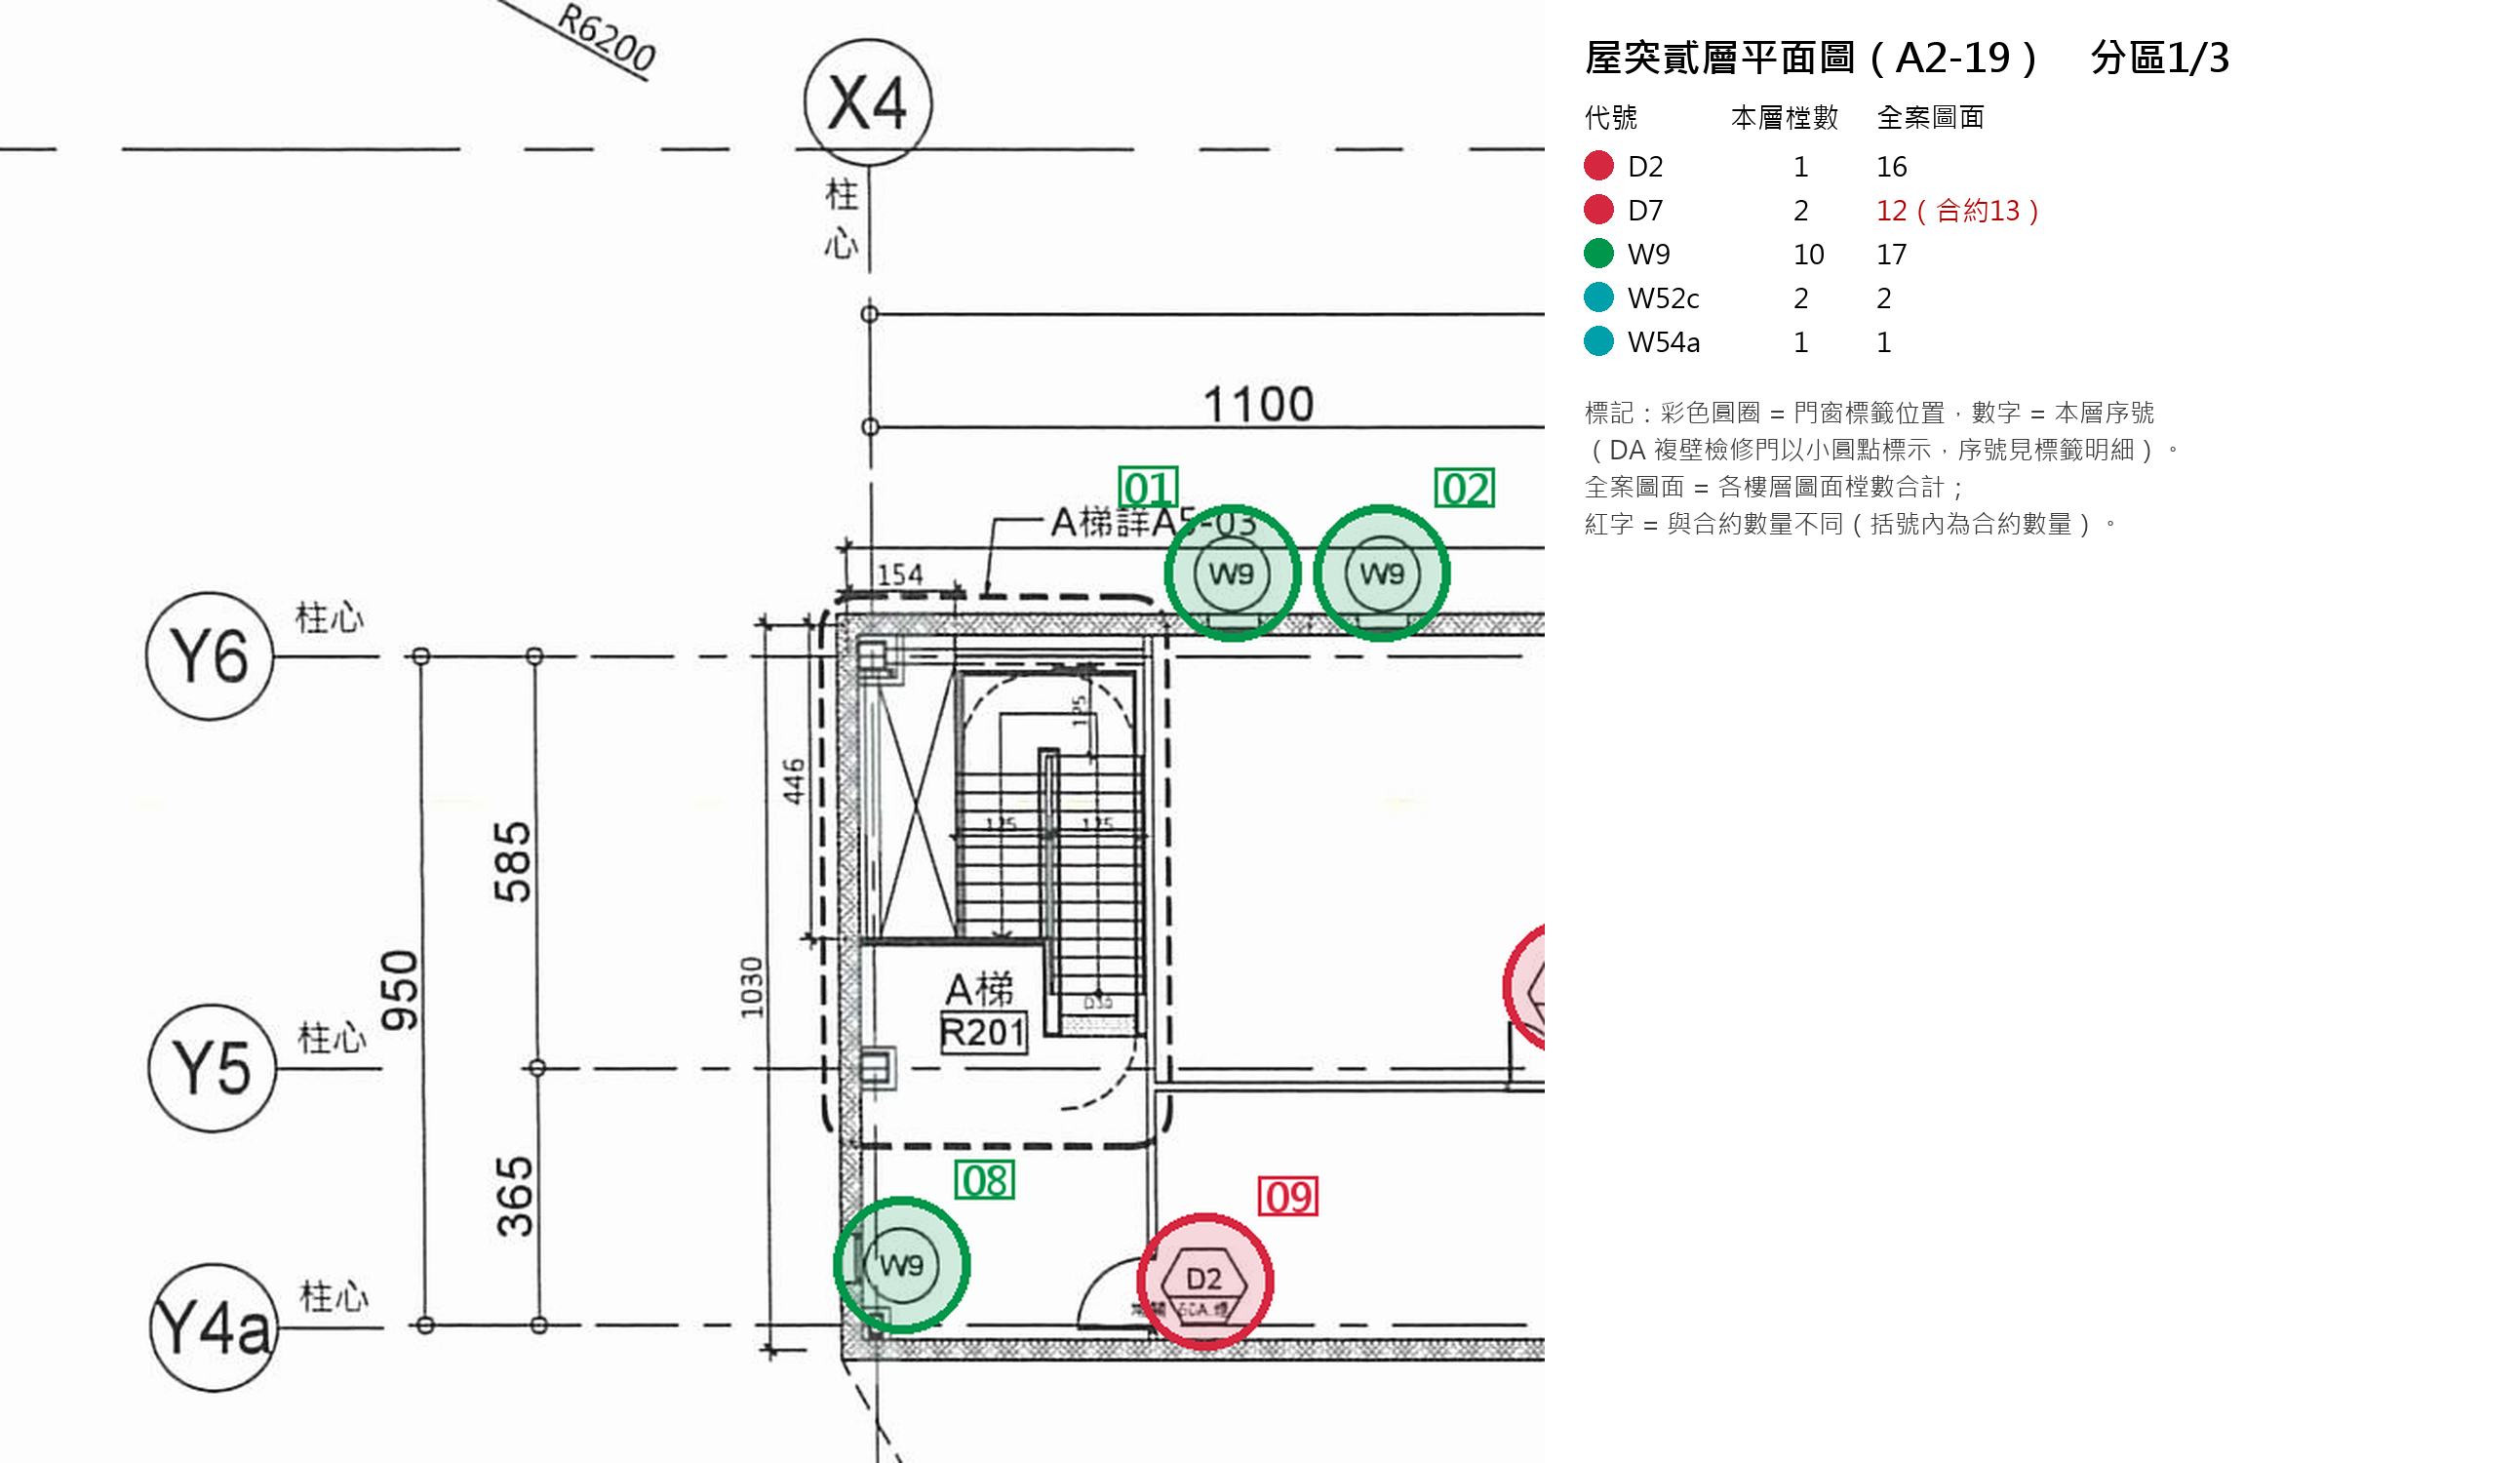 R6200
X4
柱心
1100
01
02
A梯詳A5-03
W9
W9
154
Y6
柱心
125
446
585
125
125
950
1030
A梯
R201
Y5
柱心
365
08
09
W9
D2
60A
Y4a
柱心
屋突貳層平面圖（A2-19） 分區1/3
代號 本層樘數 全案圖面
D2 1 16
D7 2 12（合約13）
W9 10 17
W52c 2 2
W54a 1 1
標記：彩色圓圈 = 門窗標籤位置，數字 = 本層序號
（DA 複壁檢修門以小圓點標示，序號見標籤明細）。
全案圖面 = 各樓層圖面樘數合計；
紅字 = 與合約數量不同（括號內為合約數量）。